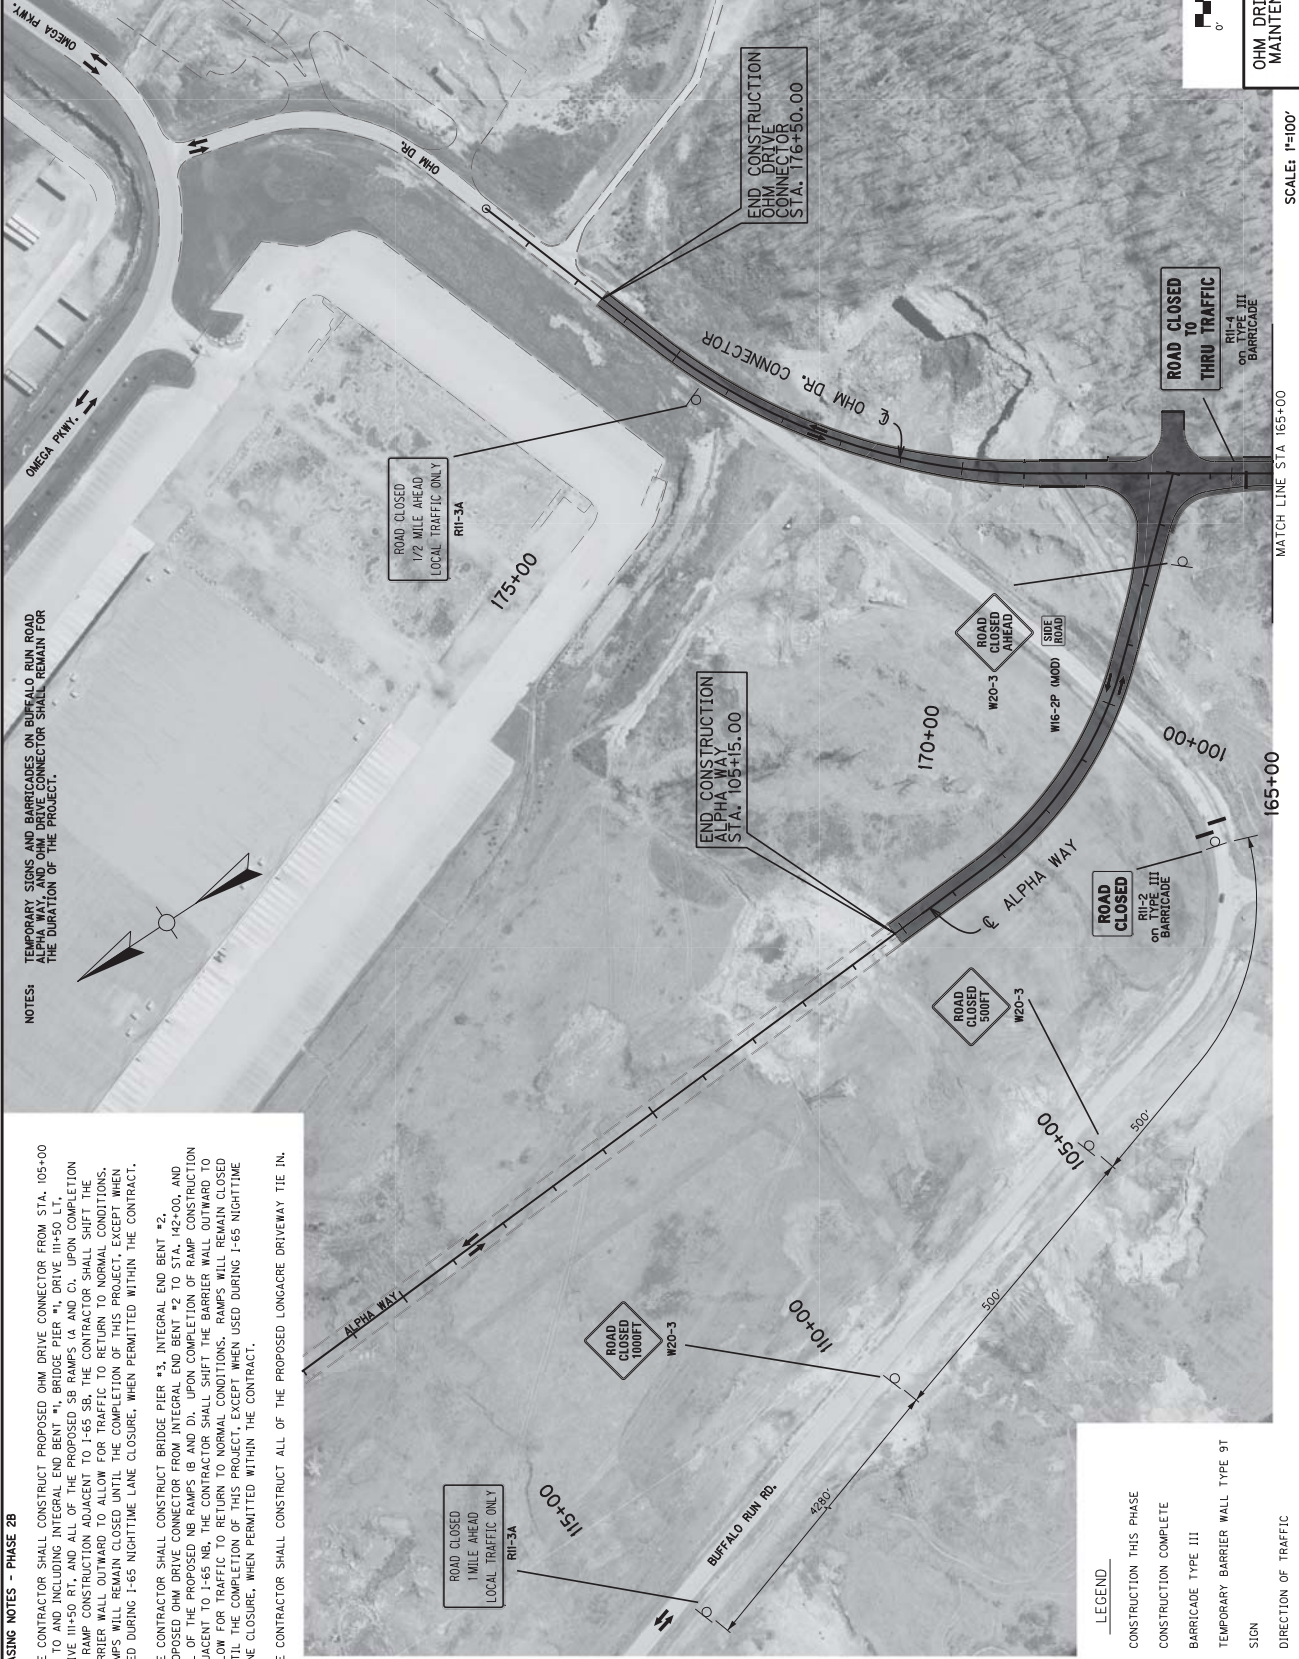 ASING NOTES - PHASE 2B
E CONTRACTOR SHALL CONSTRUCT PROPOSED OHM DRIVE CONNECTOR FROM STA. 105+00
TO AND INCLUDING INTEGRAL END BENT #1, BRIDGE PIER #1, DRIVE 111+50 LT,
IVE 111+50 RT, AND ALL OF THE PROPOSED SB RAMPS (A AND C). UPON COMPLETION
RAMP CONSTRUCTION ADJACENT TO I-65 SB, THE CONTRACTOR SHALL SHIFT THE
RRIER WALL OUTWARD TO ALLOW FOR TRAFFIC TO RETURN TO NORMAL CONDITIONS.
MPS WILL REMAIN CLOSED UNTIL THE COMPLETION OF THIS PROJECT, EXCEPT WHEN
ED DURING I-65 NIGHTTIME LANE CLOSURE, WHEN PERMITTED WITHIN THE CONTRACT.
E CONTRACTOR SHALL CONSTRUCT BRIDGE PIER #3, INTEGRAL END BENT #2,
OPOSED OHM DRIVE CONNECTOR FROM INTEGRAL END BENT #2 TO STA. 142+00, AND
L OF THE PROPOSED NB RAMPS (B AND D). UPON COMPLETION OF RAMP CONSTRUCTION
JACENT TO I-65 NB, THE CONTRACTOR SHALL SHIFT THE BARRIER WALL OUTWARD TO
LOW FOR TRAFFIC TO RETURN TO NORMAL CONDITIONS. RAMPS WILL REMAIN CLOSED
TIL THE COMPLETION OF THIS PROJECT, EXCEPT WHEN USED DURING I-65 NIGHTTIME
NE CLOSURE, WHEN PERMITTED WITHIN THE CONTRACT.
E CONTRACTOR SHALL CONSTRUCT ALL OF THE PROPOSED LONGACRE DRIVEWAY TIE IN.
NOTES: TEMPORARY SIGNS AND BARRICADES ON BUFFALO RUN ROAD
ALPHA WAY, AND OHM DRIVE CONNECTOR SHALL REMAIN FOR
THE DURATION OF THE PROJECT.
OMEGA PKWY.
OMEGA PKWY.
OHM DR.
ALPHA WAY
ROAD CLOSED
1/2 MILE AHEAD
LOCAL TRAFFIC ONLY
R11-3A
175+00
END CONSTRUCTION
OHM DRIVE
CONNECTOR
STA. 176+50.00
OHM DR. CONNECTOR
℄
ROAD CLOSED
1 MILE AHEAD
LOCAL TRAFFIC ONLY
R11-3A
115+00
ROAD
CLOSED
1000FT
W20-3
110+00
BUFFALO RUN RD.
4280'
500'
500'
105+00
END CONSTRUCTION
ALPHA WAY
STA. 105+15.00
℄ ALPHA WAY
ROAD
CLOSED
500FT
W20-3
170+00
ROAD
CLOSED
AHEAD
W20-3
SIDE
ROAD
W16-2P (MOD)
100+00
ROAD
CLOSED
R11-2
on TYPE III
BARRICADE
165+00
ROAD CLOSED
TO
THRU TRAFFIC
R11-4
on TYPE III
BARRICADE
MATCH LINE STA 165+00
LEGEND
CONSTRUCTION THIS PHASE
CONSTRUCTION COMPLETE
BARRICADE TYPE III
TEMPORARY BARRIER WALL TYPE 9T
SIGN
DIRECTION OF TRAFFIC
0'
OHM DRI
MAINTEN
SCALE: 1"=100'